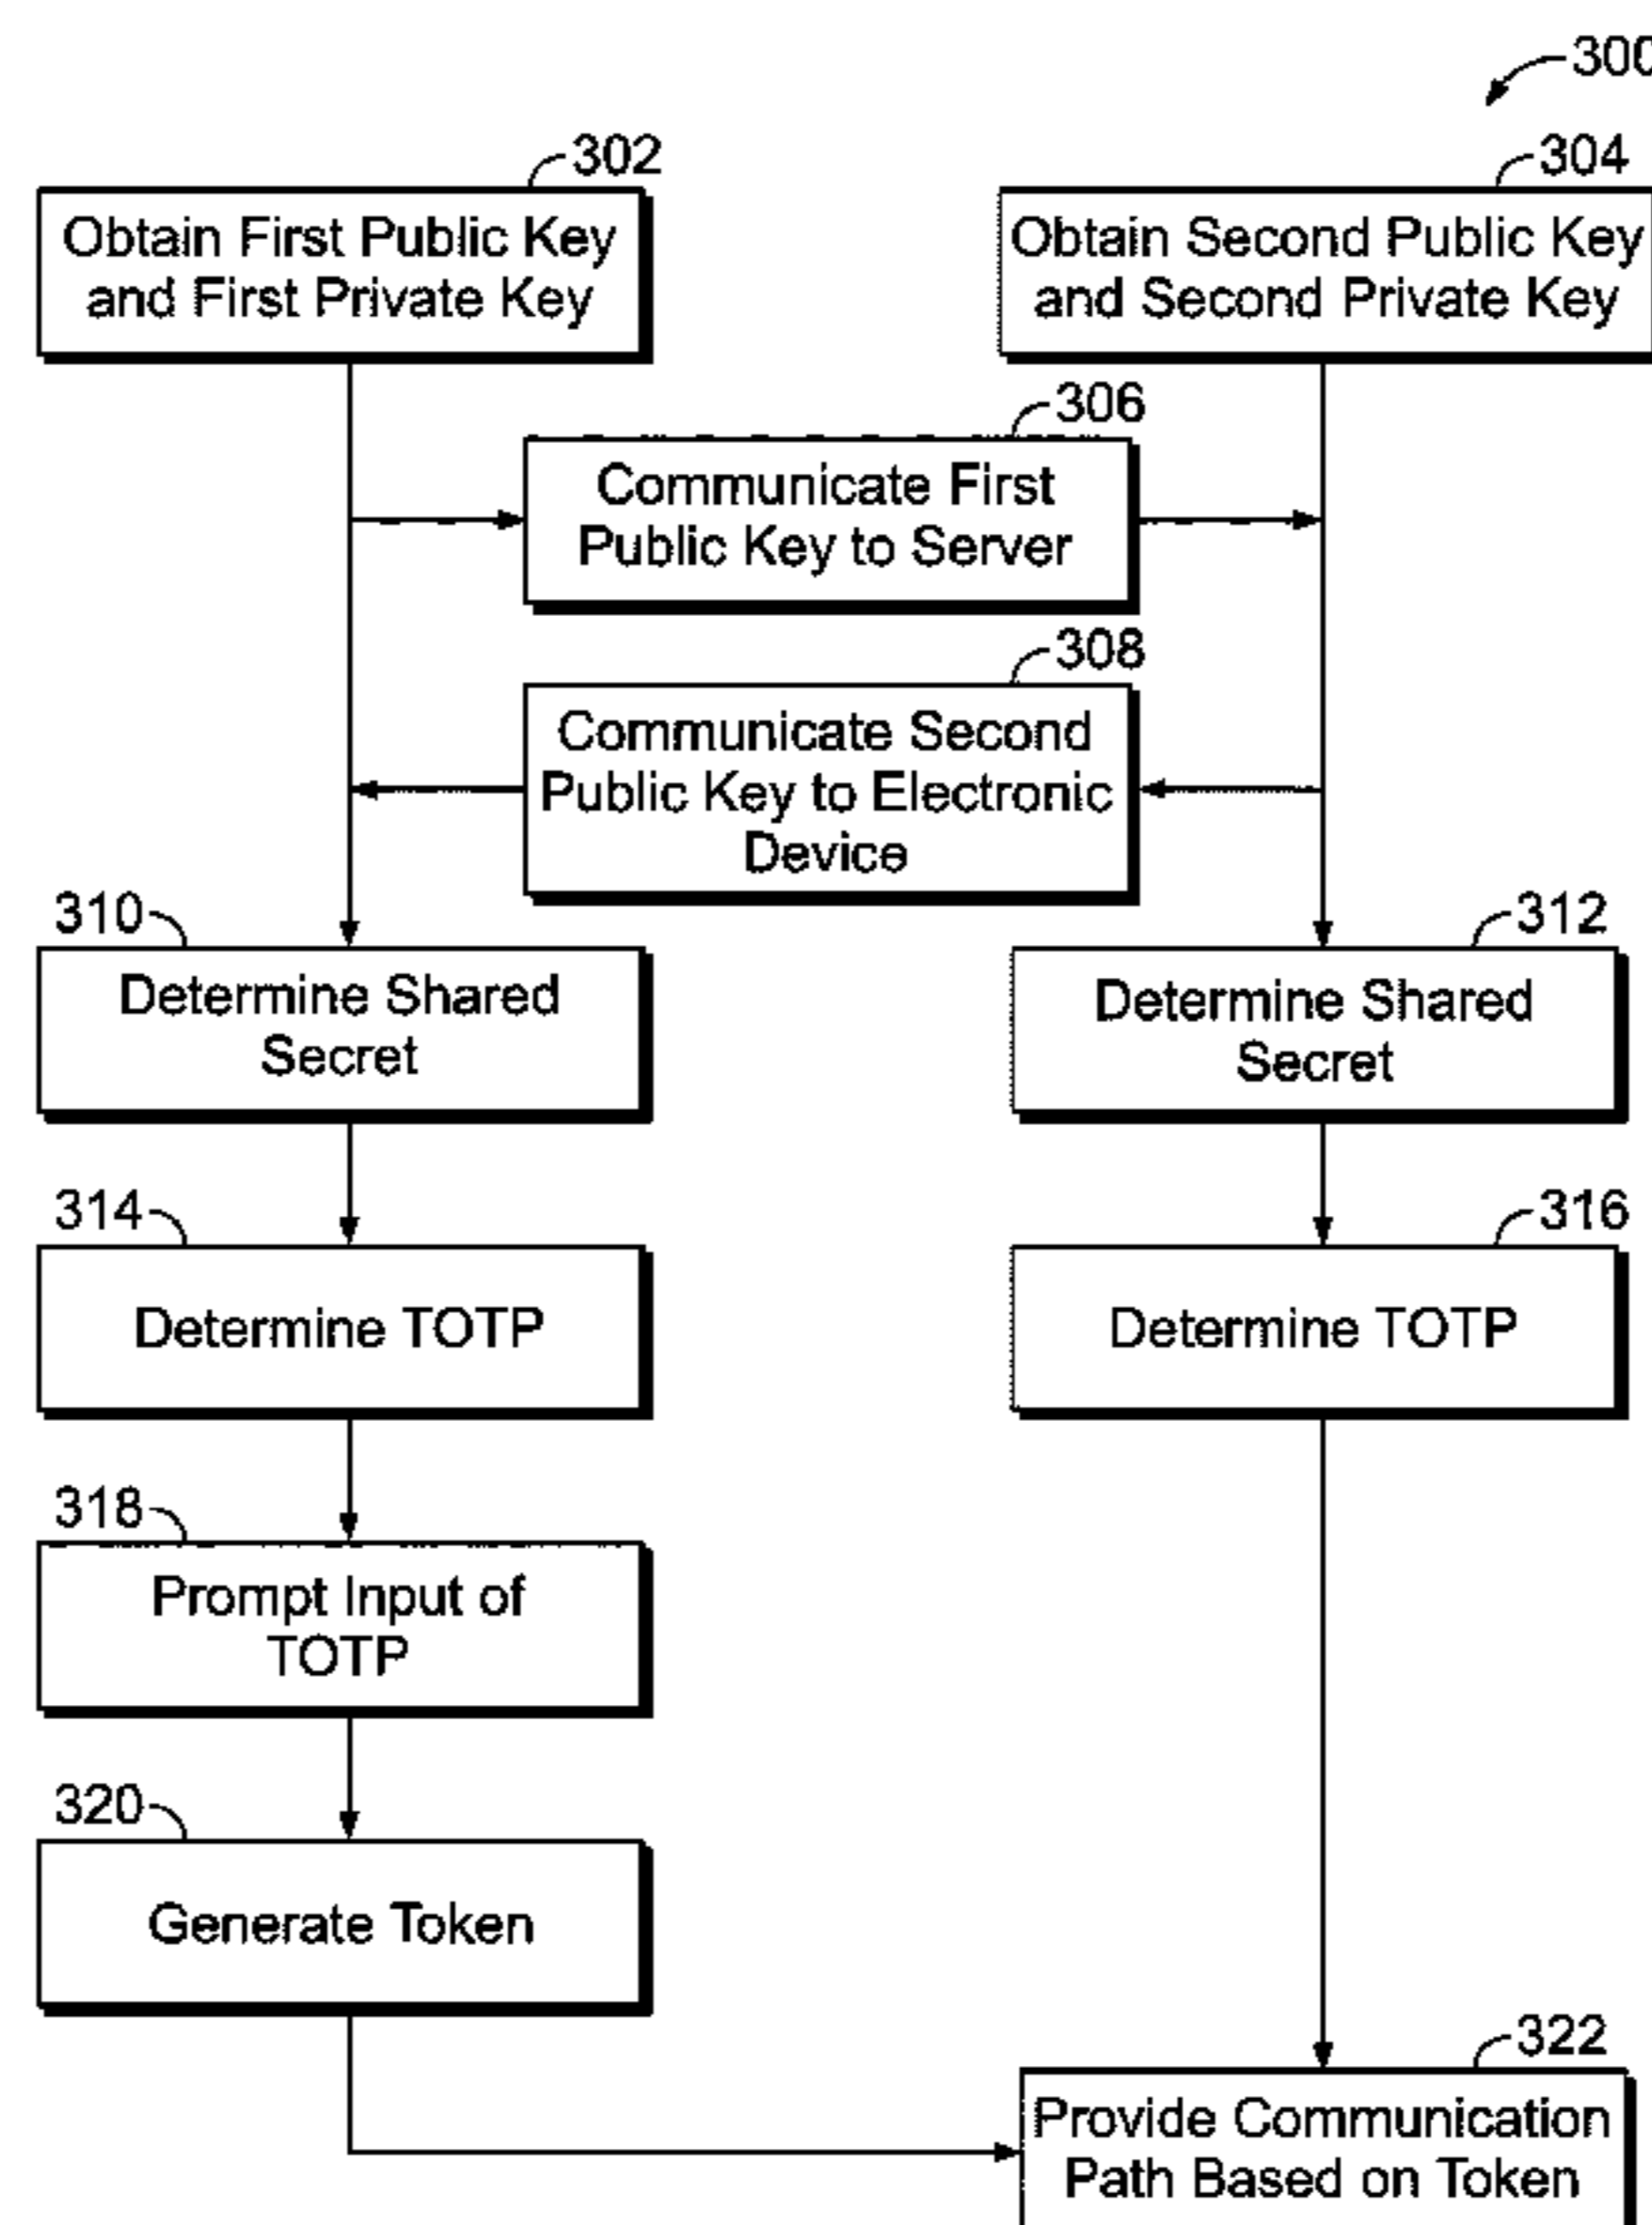 300
302
304
Obtain First Public Key
and First Private Key
Obtain Second Public Key
and Second Private Key
306
Communicate First
Public Key to Server
308
Communicate Second
Public Key to Electronic
Device
310
312
Determine Shared
Secret
Determine Shared
Secret
314
316
Determine TOTP
Determine TOTP
318
Prompt Input of
TOTP
320
Generate Token
322
Provide Communication
Path Based on Token